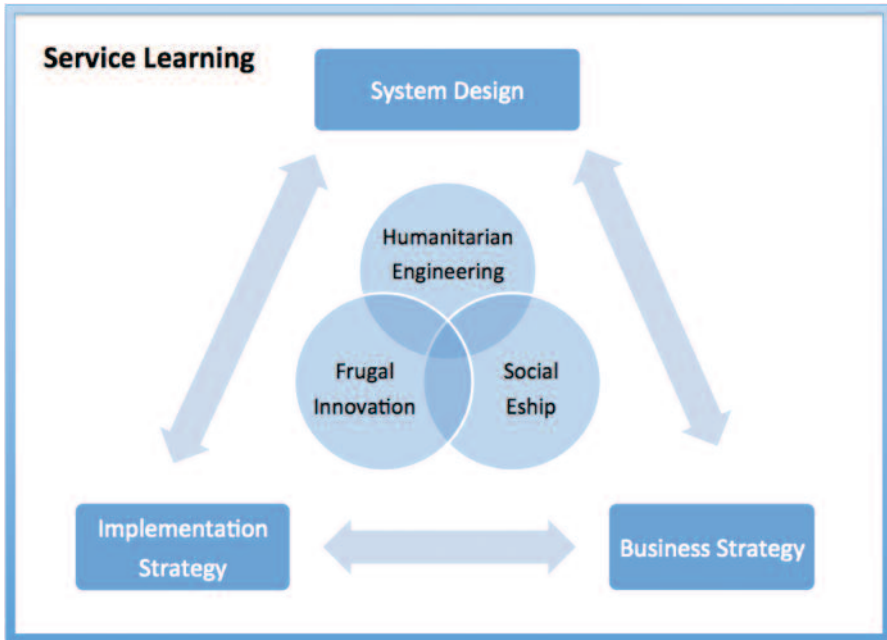 Service Learning
System Design
Humanitarian
Engineering
Frugal
Innovation
Social
Eship
Implementation
Strategy
Business Strategy